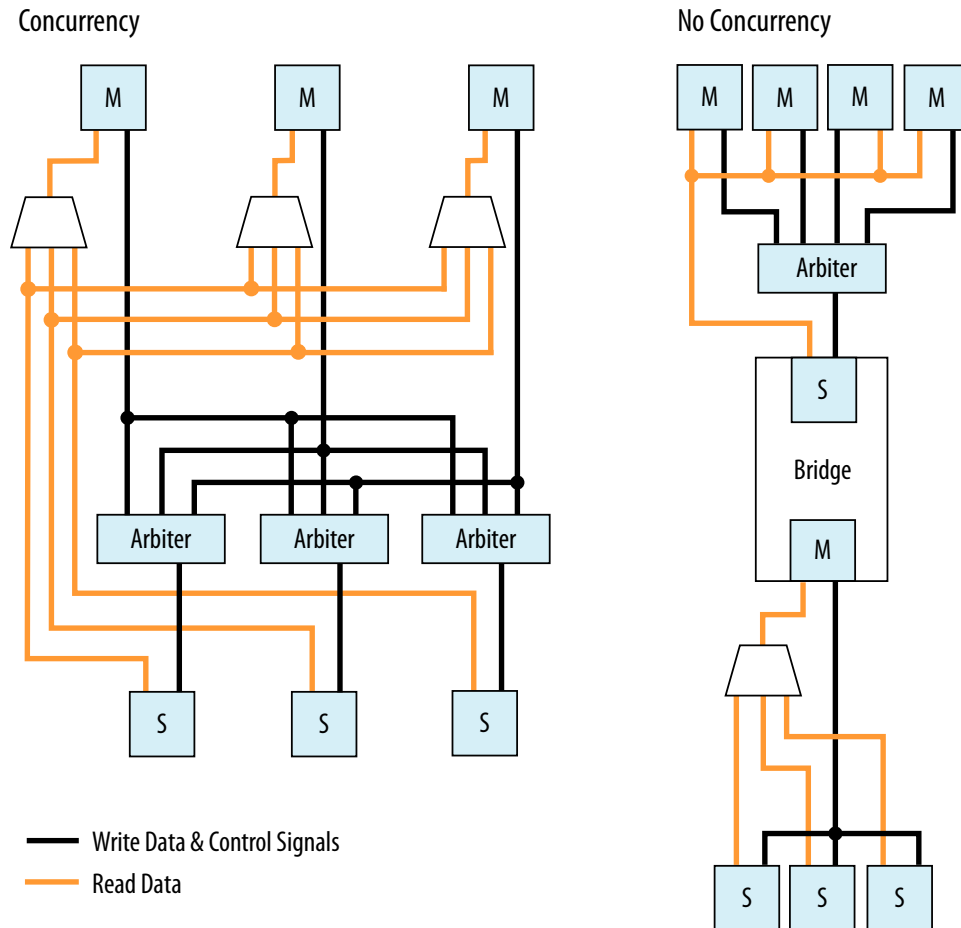 Concurrency
M
M
M
Arbiter
Arbiter
Arbiter
S
S
S
Write Data & Control Signals
Read Data
No Concurrency
M
M
M
M
Arbiter
S
Bridge
M
S
S
S